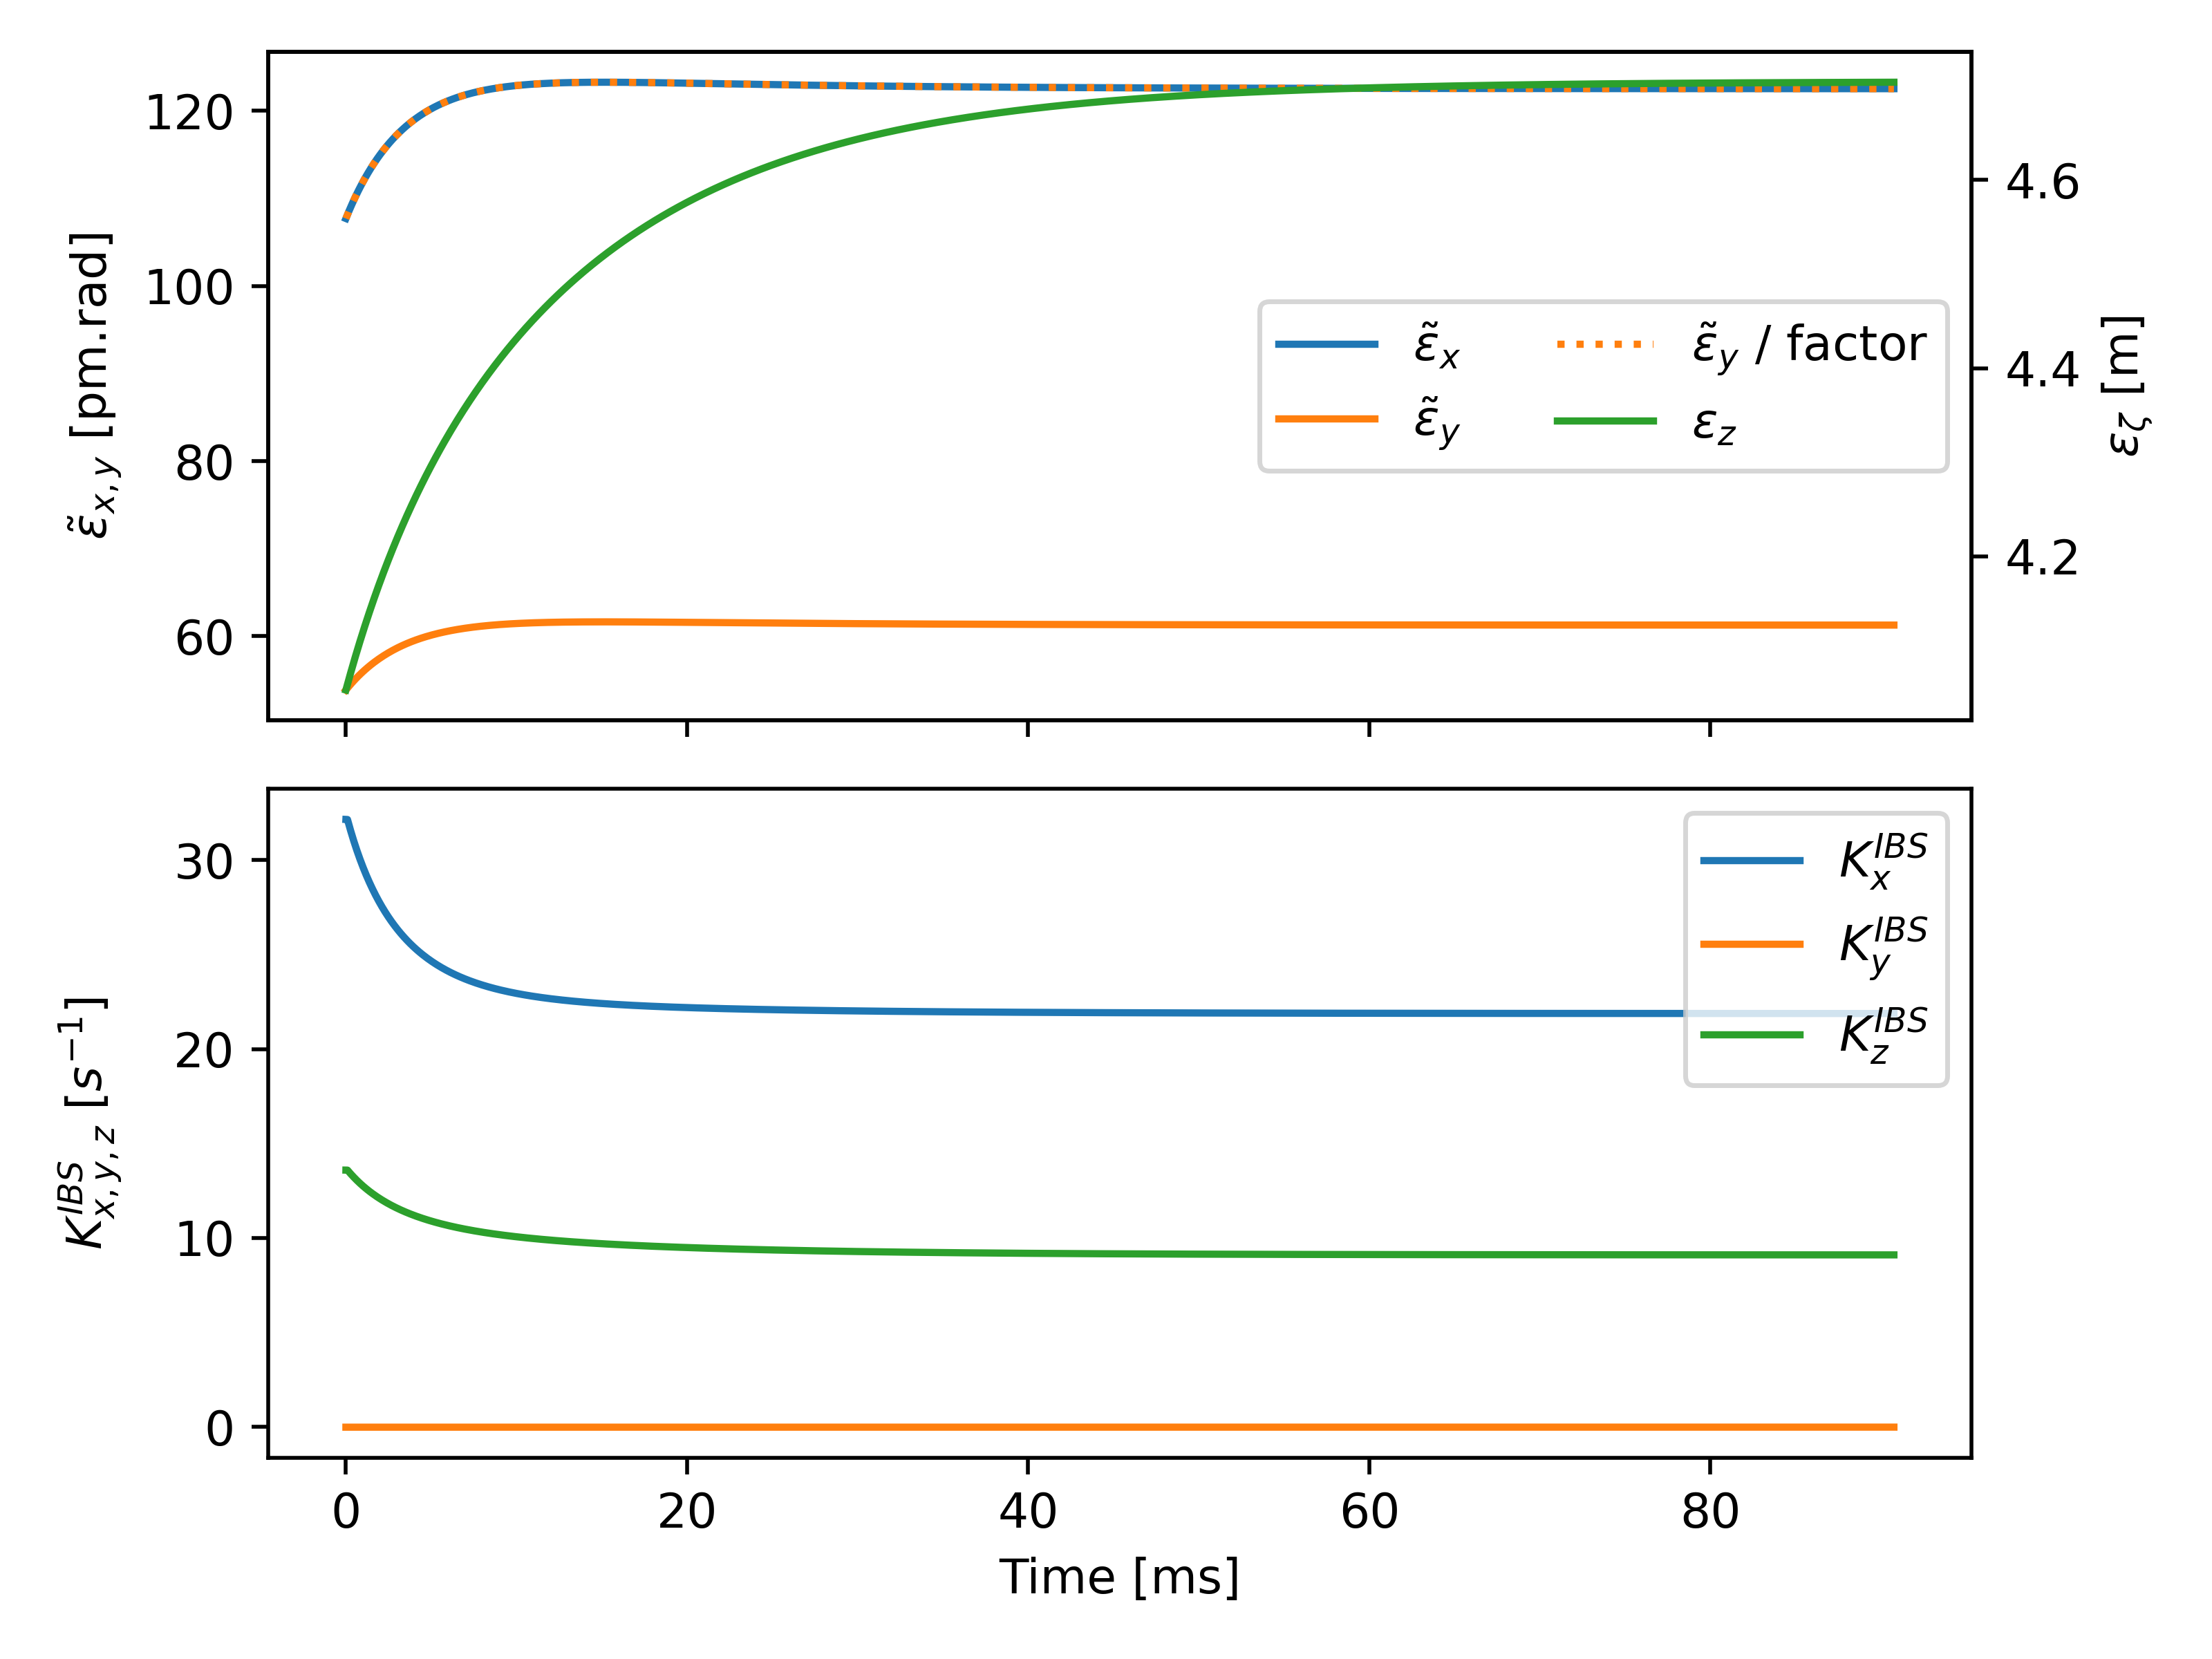 120
100
80
60
ε̃x,y [pm.rad]
4.6
4.4
4.2
εζ [m]
ε̃x
ε̃y
ε̃y / factor
εz
30
20
10
0
K^IBS_x,y,z [s⁻¹]
K^IBS_x
K^IBS_y
K^IBS_z
0 20 40 60 80
Time [ms]